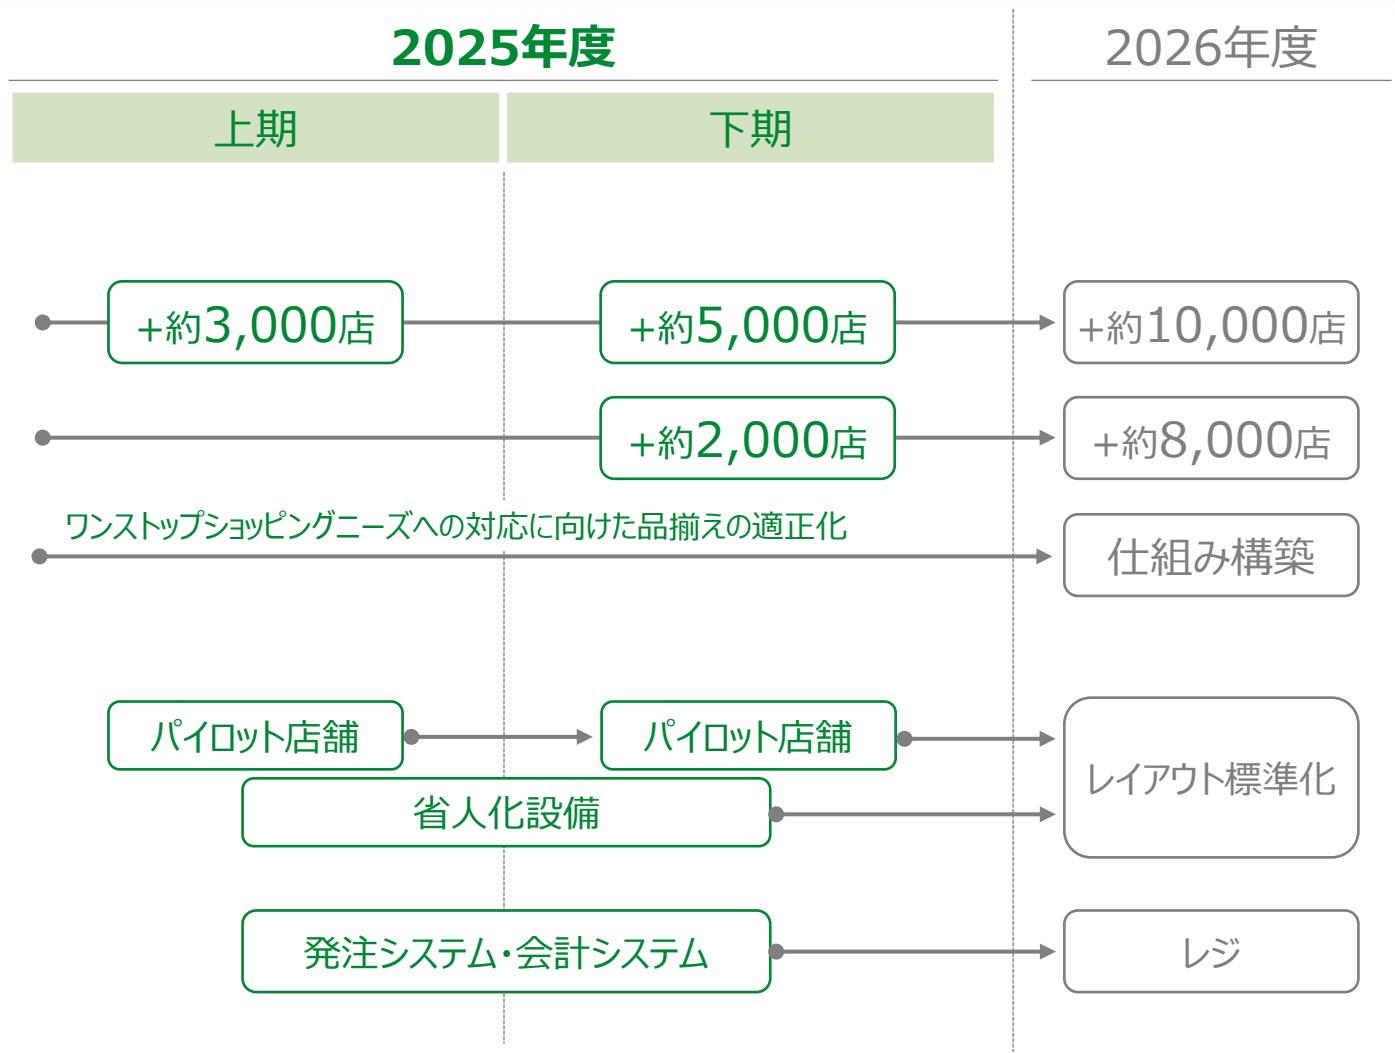 2025年度
2026年度
上期
下期
+約3,000店
+約5,000店
+約10,000店
+約2,000店
+約8,000店
ワンストップショッピングニーズへの対応に向けた品揃えの適正化
仕組み構築
パイロット店舗
パイロット店舗
レイアウト標準化
省人化設備
発注システム・会計システム
レジ